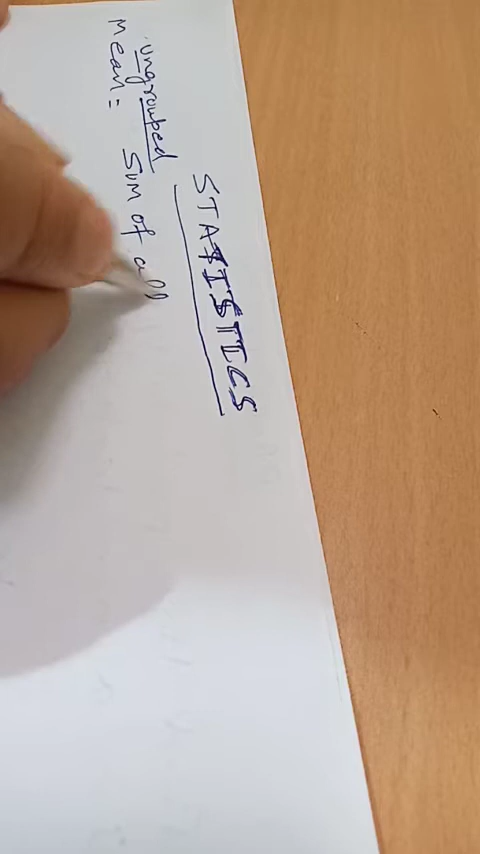 STATISTICS
ungrouped
Mean = Sum of all